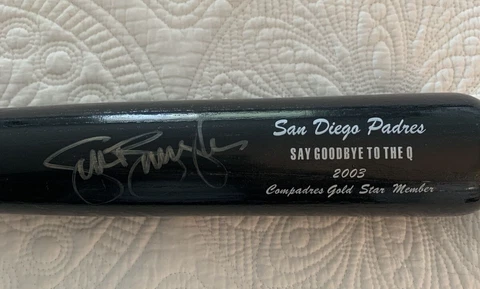 San Diego Padres
SAY GOODBYE TO THE Q
2003
Compadres Gold Star Member